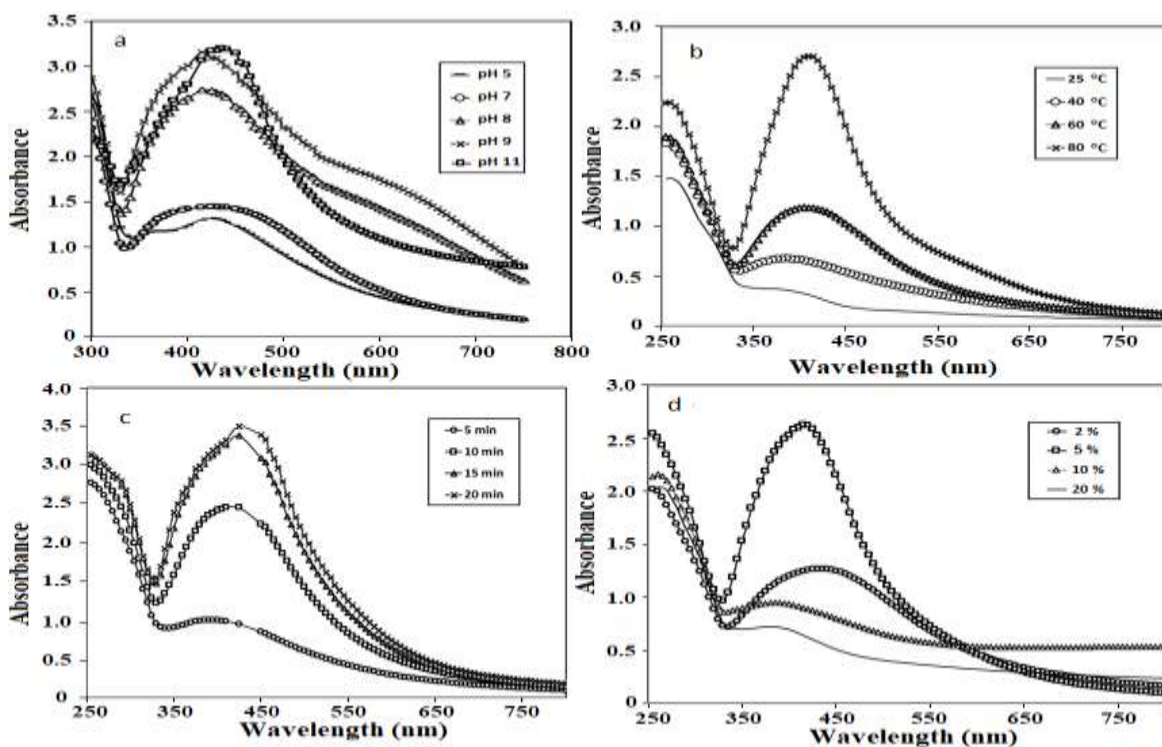 a
Absorbance
3.5
3.0
2.5
2.0
1.5
1.0
0.5
0
300 400 500 600 700 800
Wavelength (nm)
pH 5
pH 7
pH 8
pH 9
pH 11
b
Absorbance
3.0
2.5
2.0
1.5
1.0
0.5
0
250 350 450 550 650 750
Wavelength (nm)
25 °C
40 °C
60 °C
80 °C
c
Absorbance
4.0
3.5
3.0
2.5
2.0
1.5
1.0
0.5
0
250 350 450 550 650 750
Wavelength (nm)
5 min
10 min
15 min
20 min
d
Absorbance
3.0
2.5
2.0
1.5
1.0
0.5
0
250 350 450 550 650 750
Wavelength (nm)
2 %
5 %
10 %
20 %